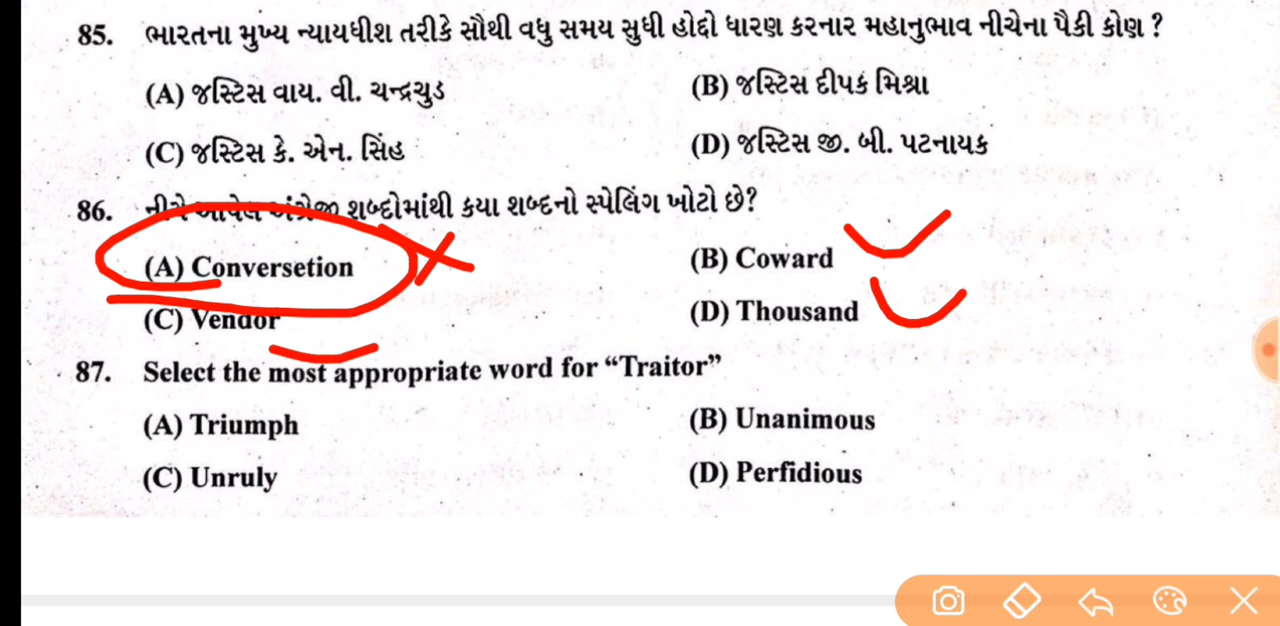 85. ભારતના મુખ્ય ન્યાયધીશ તરીકે સૌથી વધુ સમય સુધી હોદ્દો ધારણ કરનાર મહાનુભાવ નીચેના પૈકી કોણ ?
(A) જસ્ટિસ વાય. વી. ચન્દ્રચુડ (B) જસ્ટિસ દીપક મિશ્રા
(C) જસ્ટિસ કે. એન. સિંહ (D) જસ્ટિસ જી. બી. પટનાયક
86. નીચે આપેલ અંગ્રેજી શબ્દોમાંથી કયા શબ્દનો સ્પેલિંગ ખોટો છે?
(A) Conversetion (B) Coward
(C) Vendor (D) Thousand
87. Select the most appropriate word for “Traitor”
(A) Triumph (B) Unanimous
(C) Unruly (D) Perfidious